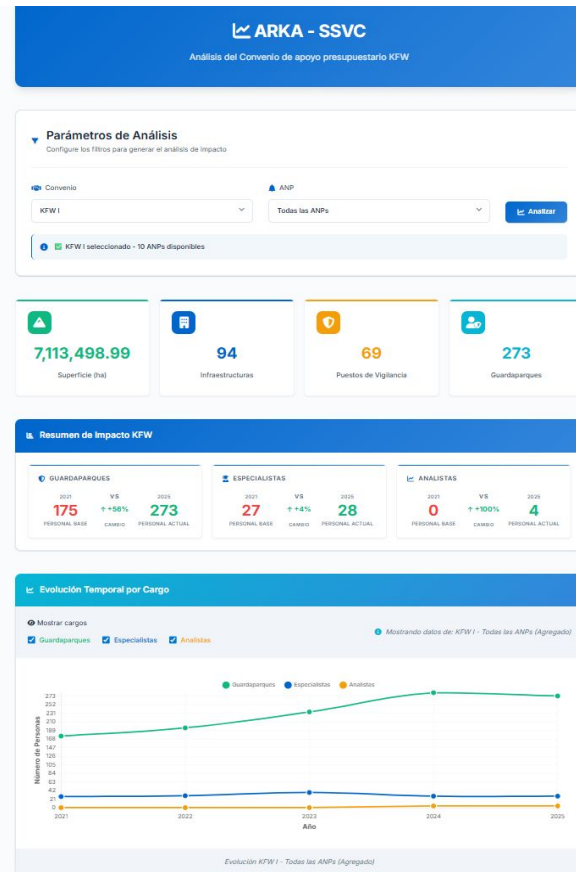 ARKA - SSVC
Análisis del Convenio de apoyo presupuestario KFW
Parámetros de Análisis
Configure los filtros para generar el análisis de impacto
Convenio
ANP
KFW I
Todas las ANPs
Analizar
KFW I seleccionado - 10 ANPs disponibles
7,113,498.99
94
69
273
Superficie (ha)
Infraestructuras
Puestos de Vigilancia
Guardaparques
Resumen de Impacto KFW
GUARDAPARQUES
2021 VS 2025
175 ↑ +56% 273
PERSONAL BASE CAMBIO PERSONAL ACTUAL
ESPECIALISTAS
2021 VS 2025
27 ↑ +4% 28
PERSONAL BASE CAMBIO PERSONAL ACTUAL
ANALISTAS
2021 VS 2025
0 ↑ +100% 4
PERSONAL BASE CAMBIO PERSONAL ACTUAL
Evolución Temporal por Cargo
Mostrar cargos
Guardaparques Especialistas Analistas
Mostrando datos de: KFW I - Todas las ANPs (Agregado)
Guardaparques Especialistas Analistas
Número de Personas
273
252
231
210
189
168
147
126
105
84
63
42
21
0
2021 2022 2023 2024 2025
Año
Evolución KFW I - Todas las ANPs (Agregado)